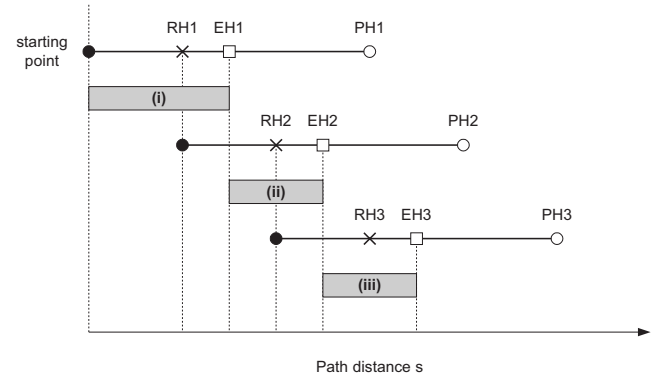 RH1 EH1 PH1
starting
point
(i)
RH2 EH2 PH2
(ii)
RH3 EH3 PH3
(iii)
Path distance s